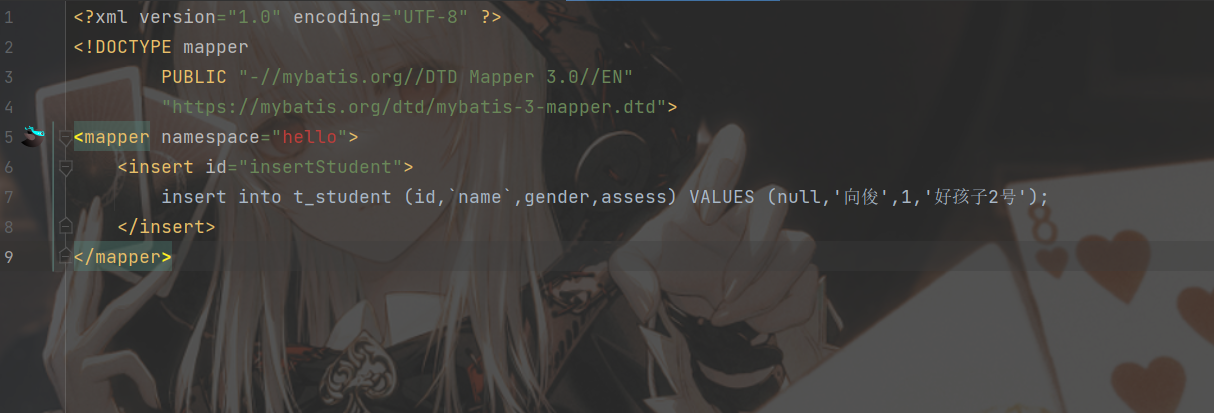 1 <?xml version="1.0" encoding="UTF-8" ?>
2 <!DOCTYPE mapper
3         PUBLIC "-//mybatis.org//DTD Mapper 3.0//EN"
4         "https://mybatis.org/dtd/mybatis-3-mapper.dtd">
5 <mapper namespace="hello">
6     <insert id="insertStudent">
7         insert into t_student (id,`name`,gender,assess) VALUES (null,'向俊',1,'好孩子2号');
8     </insert>
9 </mapper>
8